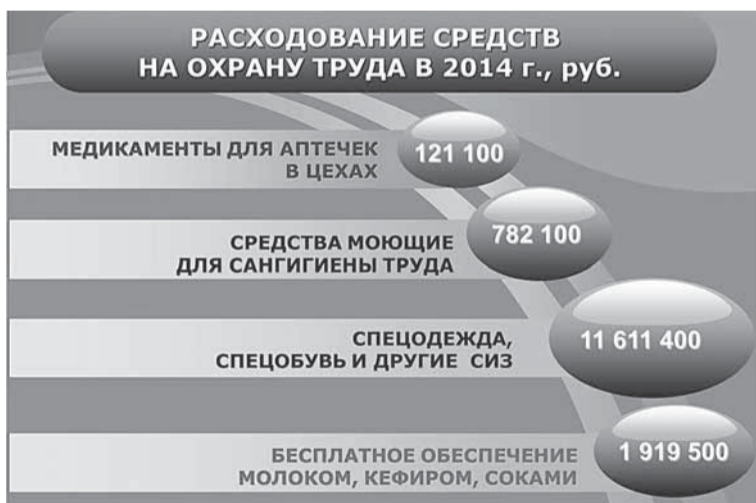 РАСХОДОВАНИЕ СРЕДСТВ
НА ОХРАНУ ТРУДА В 2014 г., руб.
МЕДИКАМЕНТЫ ДЛЯ АПТЕЧЕК
В ЦЕХАХ
121 100
СРЕДСТВА МОЮЩИЕ
ДЛЯ САНГИГИЕНЫ ТРУДА
782 100
СПЕЦОДЕЖДА,
СПЕЦОБУВЬ И ДРУГИЕ СИЗ
11 611 400
БЕСПЛАТНОЕ ОБЕСПЕЧЕНИЕ
МОЛОКОМ, КЕФИРОМ, СОКАМИ
1 919 500